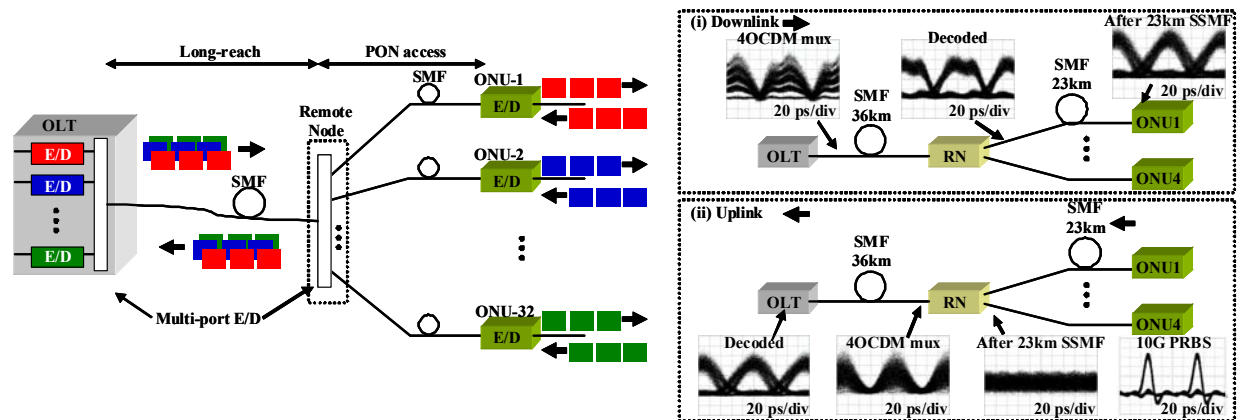 Long-reach
PON access
OLT
E/D
E/D
E/D
SMF
Multi-port E/D
Remote
Node
SMF
ONU-1
E/D
ONU-2
E/D
ONU-32
E/D
(i) Downlink
4OCDM mux
20 ps/div
Decoded
20 ps/div
After 23km SSMF
20 ps/div
SMF
36km
SMF
23km
OLT
RN
ONU1
ONU4
(ii) Uplink
SMF
36km
SMF
23km
OLT
RN
ONU1
ONU4
Decoded
20 ps/div
4OCDM mux
20 ps/div
After 23km SSMF
20 ps/div
10G PRBS
20 ps/div